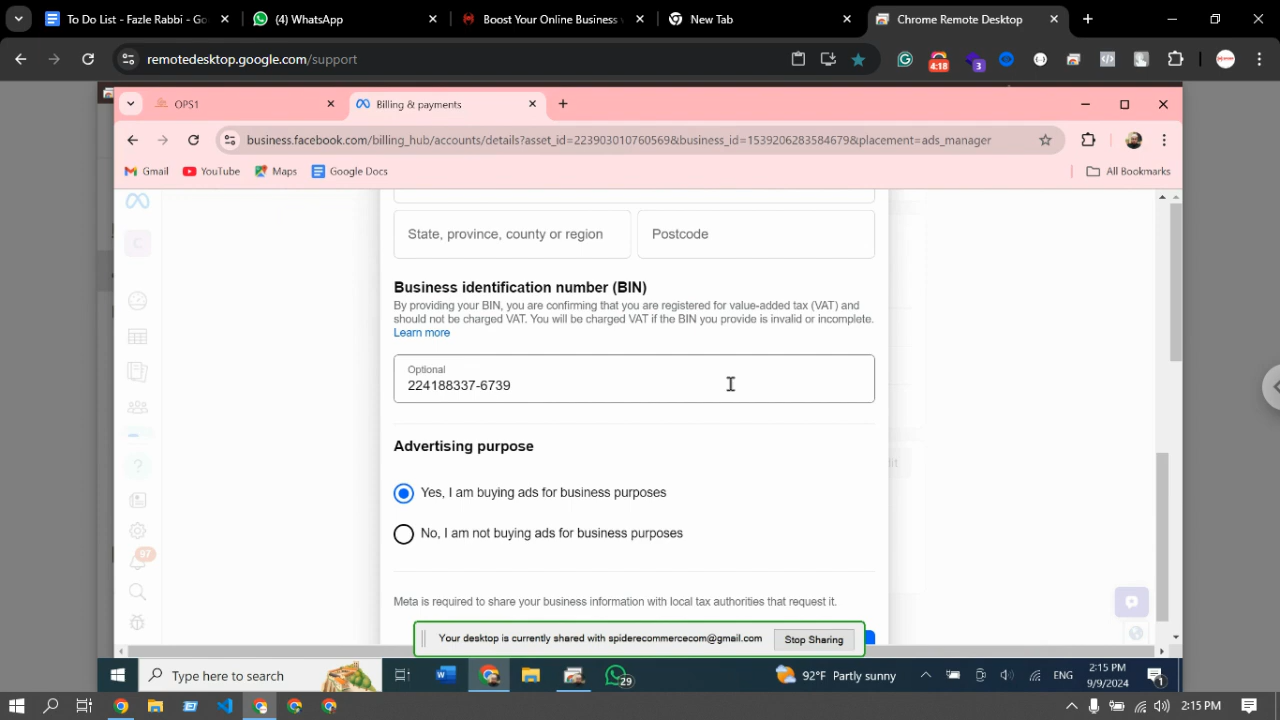 To Do List - Fazle Rabbi - Go
(4) WhatsApp
Boost Your Online Business
New Tab
Chrome Remote Desktop
remotedesktop.google.com/support
4:18
3
OPS1
Billing & payments
business.facebook.com/billing_hub/accounts/details?asset_id=223903010760569&business_id=1539206283584679&placement=ads_manager
Gmail
YouTube
Maps
Google Docs
All Bookmarks
C
State, province, county or region
Postcode
Business identification number (BIN)
By providing your BIN, you are confirming that you are registered for value-added tax (VAT) and
should not be charged VAT. You will be charged VAT if the BIN you provide is invalid or incomplete.
Learn more
Optional
224188337-6739
Advertising purpose
Yes, I am buying ads for business purposes
No, I am not buying ads for business purposes
97
Meta is required to share your business information with local tax authorities that request it.
Your desktop is currently shared with spiderecommercecom@gmail.com
Stop Sharing
Type here to search
29
92°F Partly sunny
ENG
2:15 PM
9/9/2024
1
2:15 PM